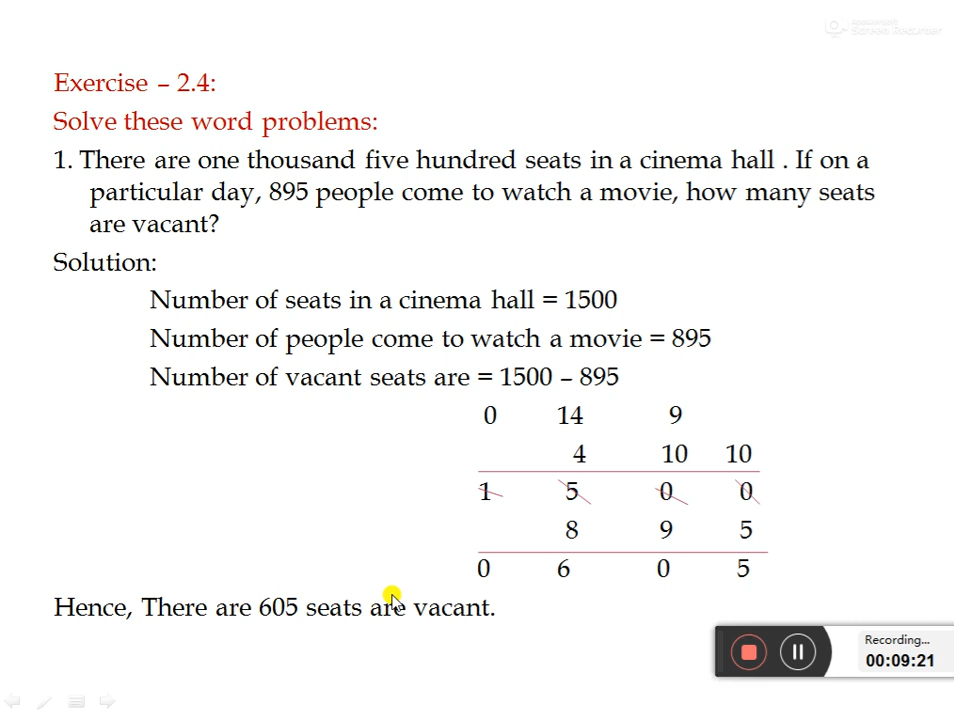 Screen Recorder
Exercise – 2.4:
Solve these word problems:
1. There are one thousand five hundred seats in a cinema hall . If on a
particular day, 895 people come to watch a movie, how many seats
are vacant?
Solution:
Number of seats in a cinema hall = 1500
Number of people come to watch a movie = 895
Number of vacant seats are = 1500 – 895
0 14 9
4 10 10
1 5 0 0
8 9 5
0 6 0 5
Hence, There are 605 seats are vacant.
Recording...
00:09:21